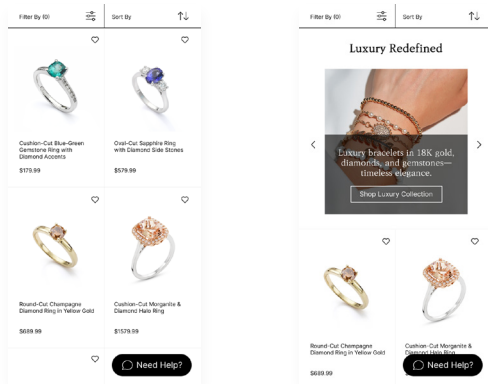 Filter By (0)
Sort By
Cushion-Cut Blue-Green
Gemstone Ring with
Diamond Accents
$179.99
Oval-Cut Sapphire Ring
with Diamond Side Stones
$579.99
Round-Cut Champagne
Diamond Ring in Yellow Gold
$689.99
Cushion-Cut Morganite &
Diamond Halo Ring
$1579.59
Need Help?
Filter By (0)
Sort By
Luxury Redefined
Luxury bracelets in 18K gold,
diamonds, and gemstones—
timeless elegance.
Shop Luxury Collection
Round-Cut Champagne
Diamond Ring in Yellow Gold
$689.99
Cushion-Cut Morganite &
Diamond Halo Ring
Need Help?